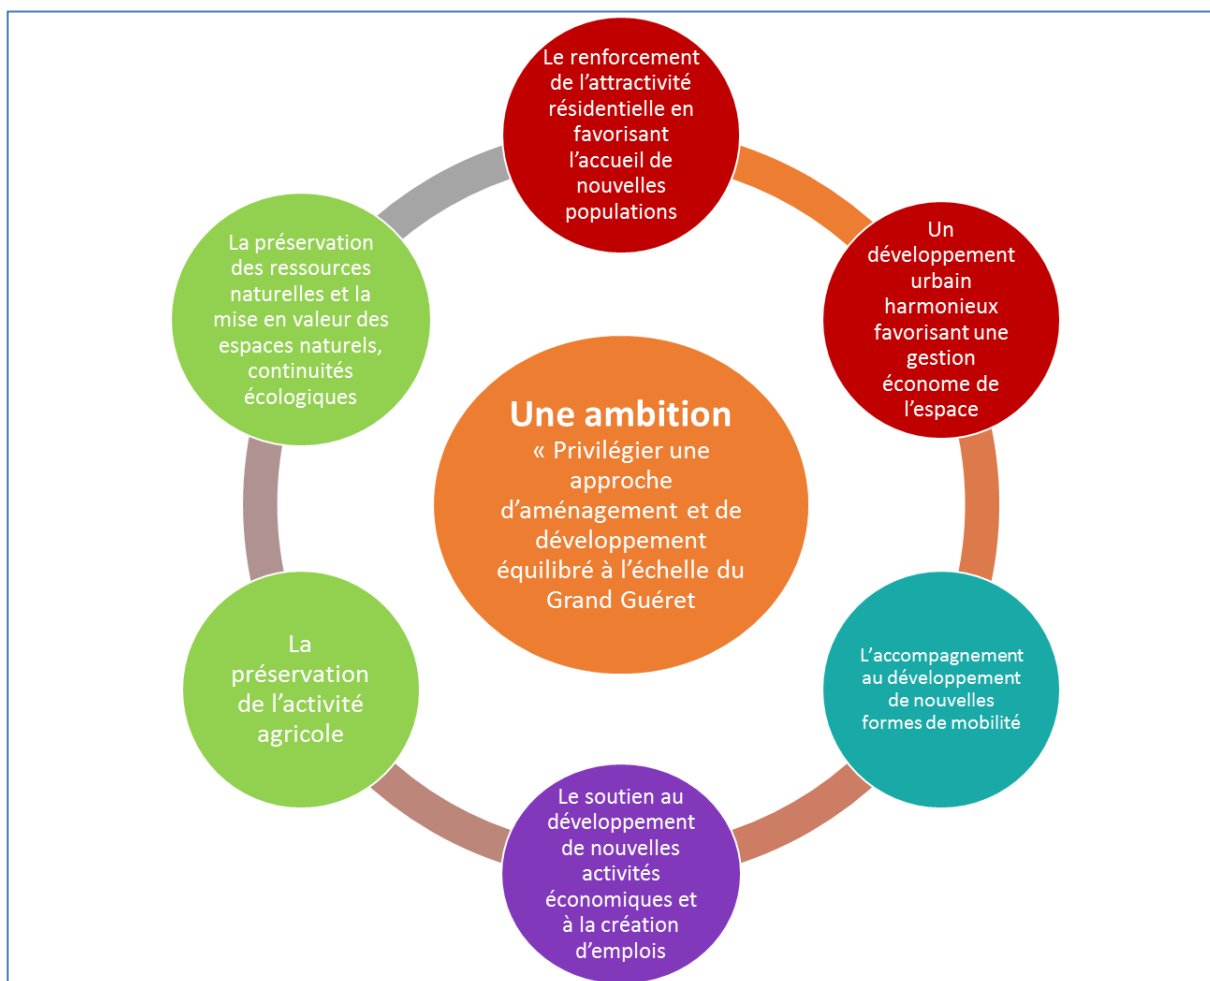 Le renforcement
de l'attractivité
résidentielle en
favorisant
l'accueil de
nouvelles
populations
Un
développement
urbain
harmonieux
favorisant une
gestion
économe de
l'espace
L'accompagnement
au développement
de nouvelles
formes de mobilité
Le soutien au
développement
de nouvelles
activités
économiques et
à la création
d'emplois
La
préservation
de l'activité
agricole
La préservation
des ressources
naturelles et la
mise en valeur des
espaces naturels,
continuités
écologiques
Une ambition
« Privilégier une
approche
d'aménagement et de
développement
équilibré à l'échelle du
Grand Guéret